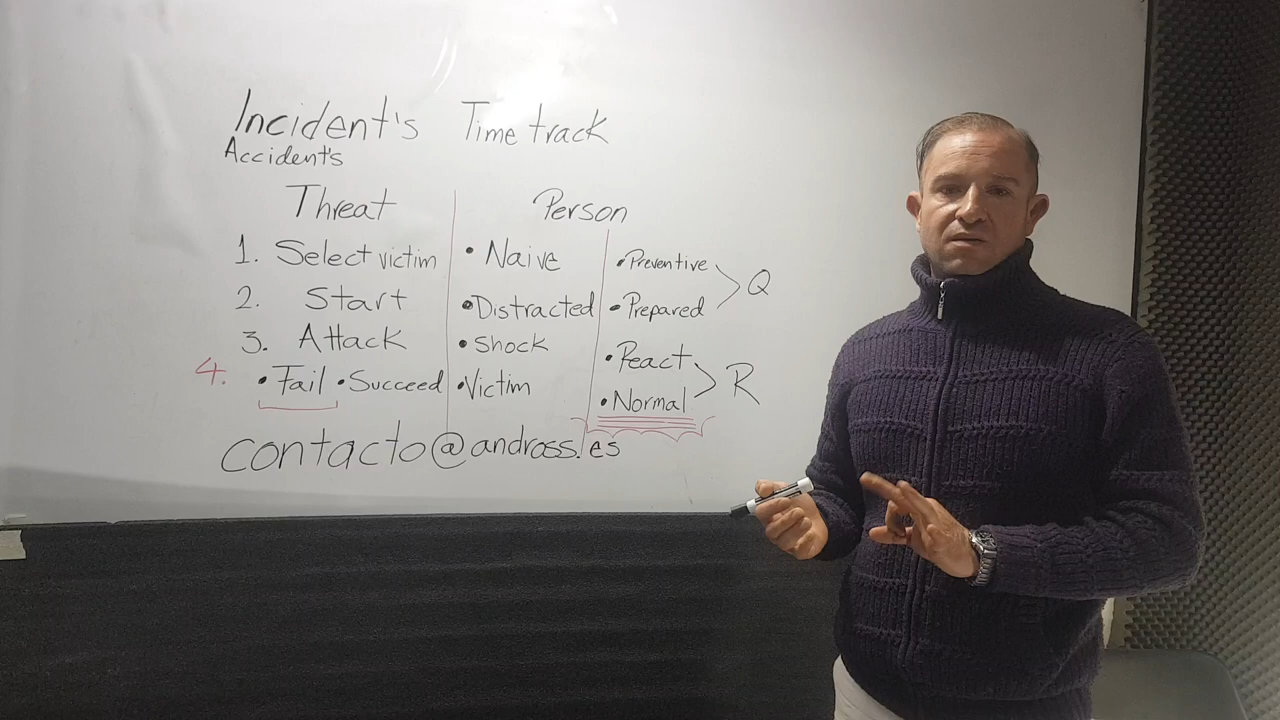 Incident's Time track
Accident's
Threat Person
1. Select victim • Naive • Preventive > Q
2. Start • Distracted • Prepared
3. Attack • Shock • React > R
4. • Fail • Succeed • Victim • Normal
contacto@andross.es